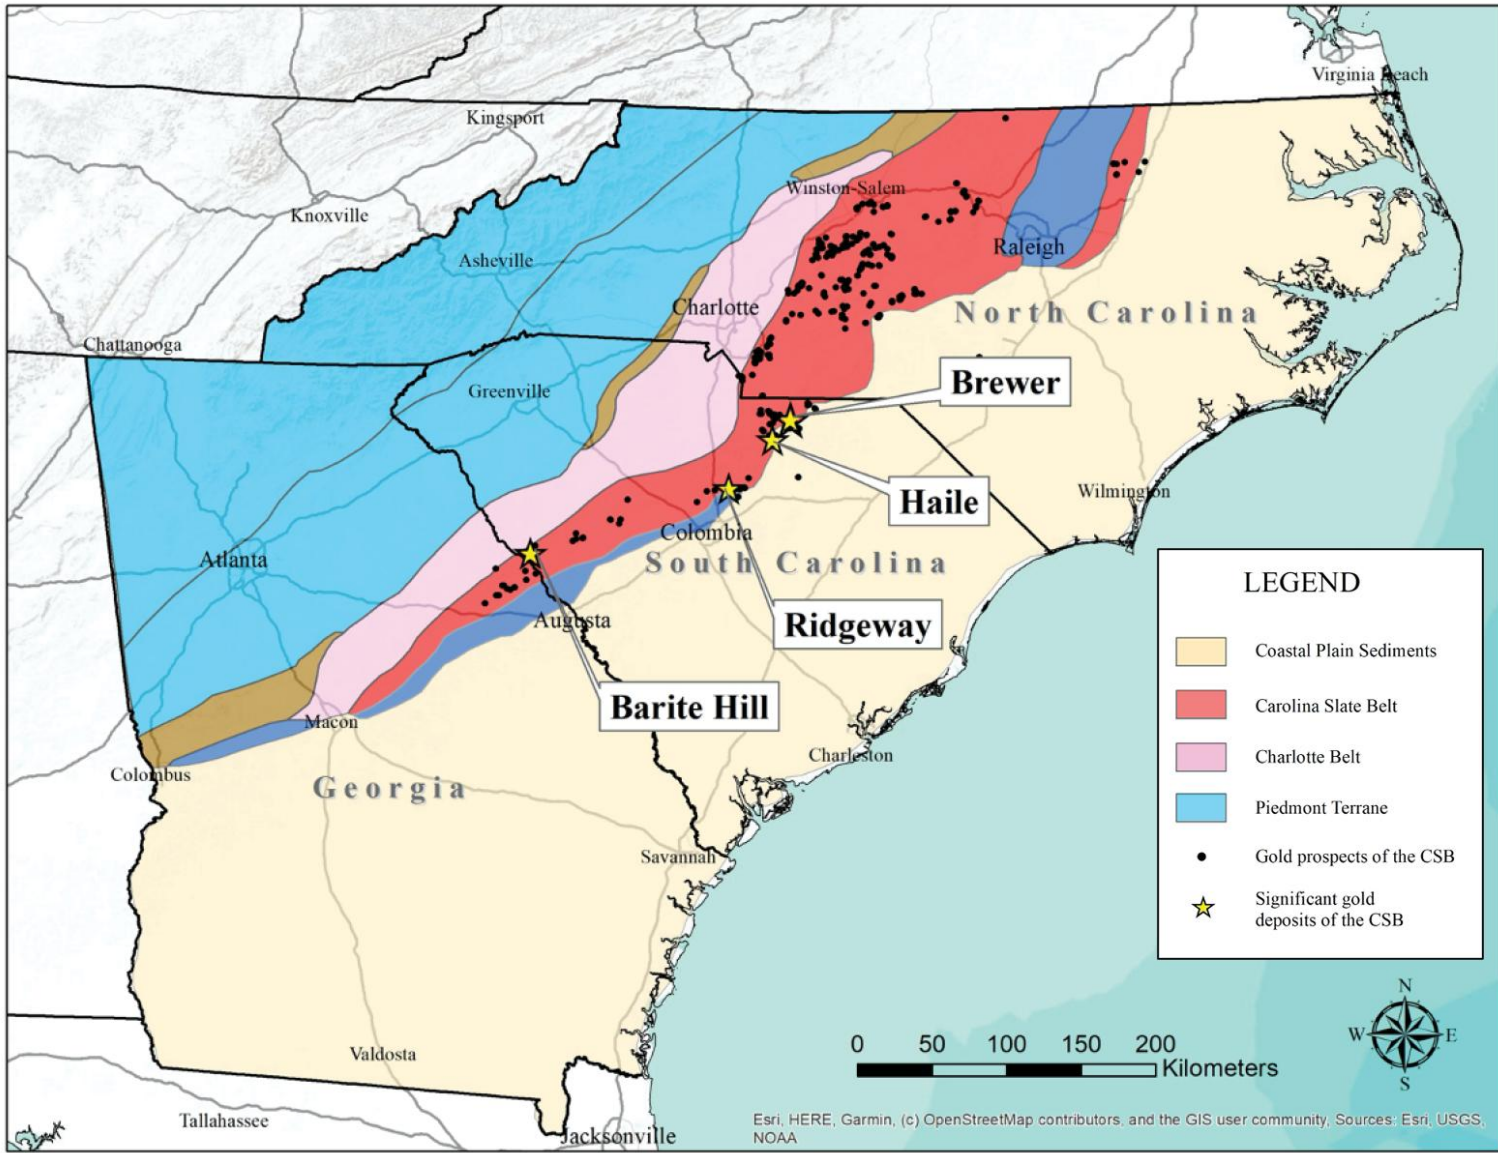 Virginia Beach
Kingsport
Winston-Salem
Knoxville
Raleigh
Asheville
Charlotte
North Carolina
Chattanooga
Brewer
Greenville
Haile
Wilmington
Colombia
Atlanta
South Carolina
Augusta
Ridgeway
Barite Hill
Macon
Charleston
Colombus
Georgia
Savannah
Valdosta
Tallahassee
Jacksonville
LEGEND
Coastal Plain Sediments
Carolina Slate Belt
Charlotte Belt
Piedmont Terrane
Gold prospects of the CSB
Significant gold
deposits of the CSB
N
W E
S
0 50 100 150 200
Kilometers
Esri, HERE, Garmin, (c) OpenStreetMap contributors, and the GIS user community, Sources: Esri, USGS,
NOAA